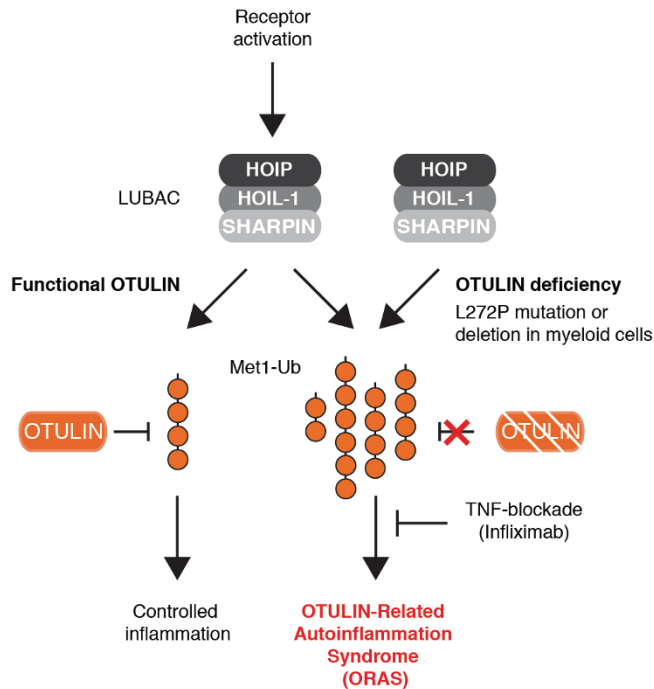 Receptor
activation
LUBAC
HOIP
HOIL-1
SHARPIN
HOIP
HOIL-1
SHARPIN
Functional OTULIN
OTULIN deficiency
L272P mutation or
deletion in myeloid cells
Met1-Ub
OTULIN
OTULIN
TNF-blockade
(Infliximab)
Controlled
inflammation
OTULIN-Related
Autoinflammation
Syndrome
(ORAS)